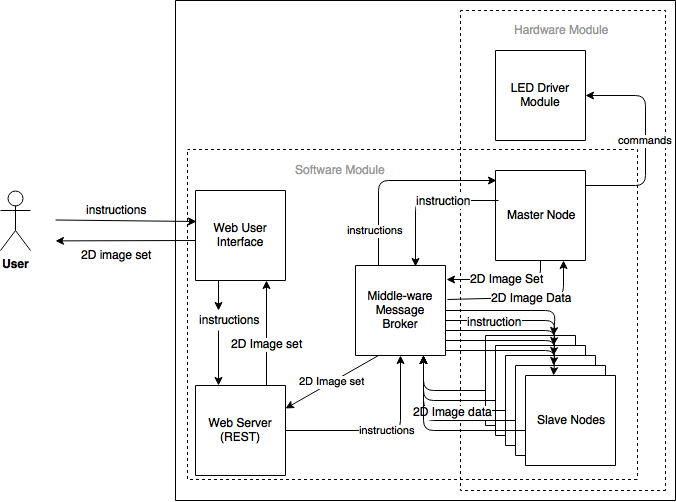 Hardware Module
LED Driver
Module
commands
Software Module
instructions
2D image set
User
Web User
Interface
instruction
Master Node
instructions
2D Image Set
2D Image Data
Middle-ware
Message
Broker
instruction
instructions
2D Image set
2D Image set
2D Image data
Web Server
(REST)
instructions
Slave Nodes